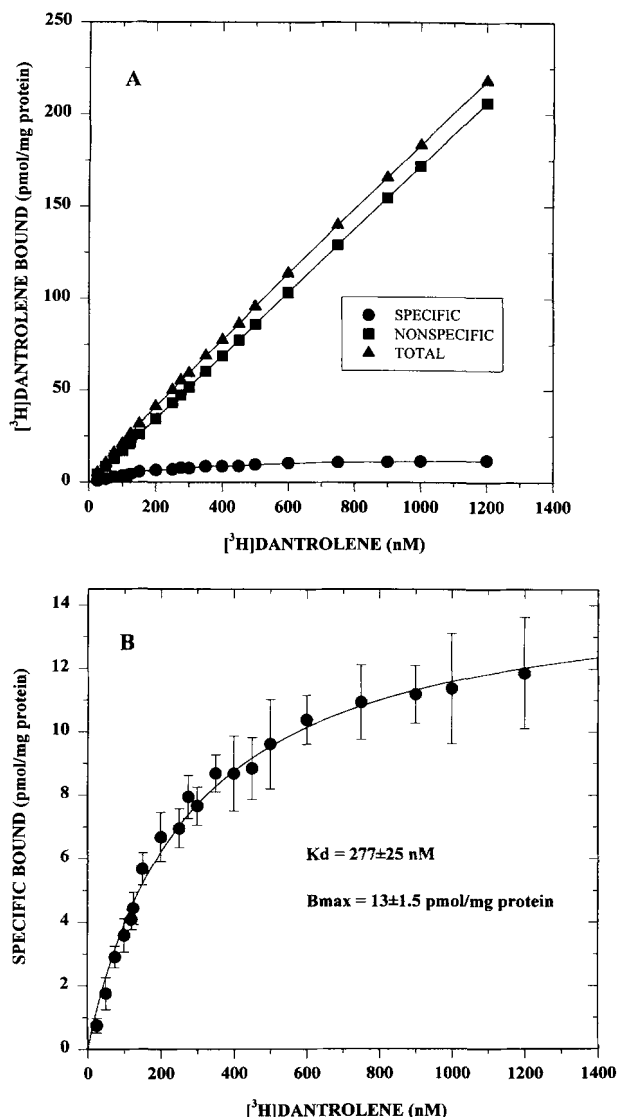 A
250
200
150
100
50
0
[³H]DANTROLENE BOUND (pmol/mg protein)
SPECIFIC
NONSPECIFIC
TOTAL
0 200 400 600 800 1000 1200 1400
[³H]DANTROLENE (nM)
B
14
12
10
8
6
4
2
0
SPECIFIC BOUND (pmol/mg protein)
Kd = 277±25 nM
Bmax = 13±1.5 pmol/mg protein
0 200 400 600 800 1000 1200 1400
[³H]DANTROLENE (nM)